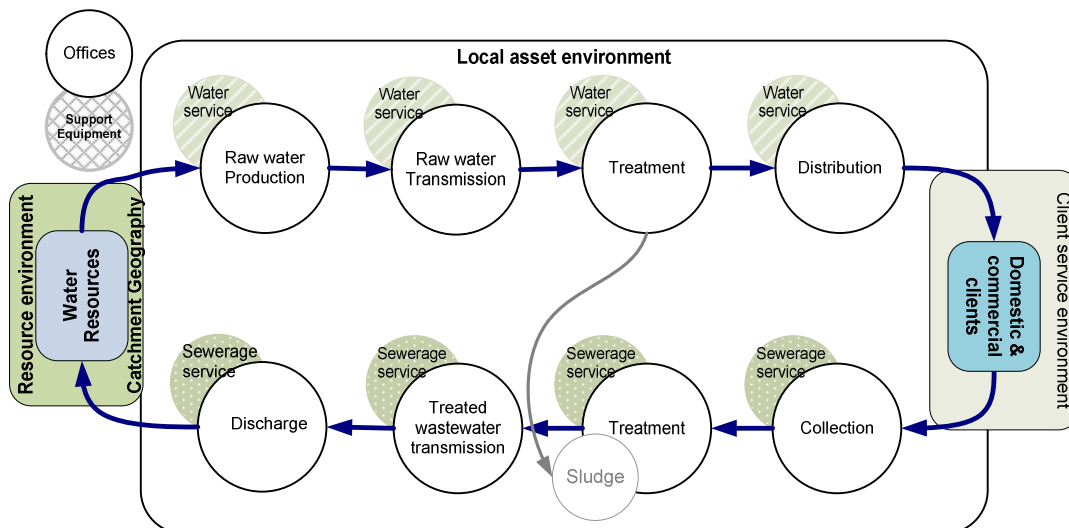 Offices
Support
Equipment
Local asset environment
Water
service
Water
service
Water
service
Water
service
Raw water
Production
Raw water
Transmission
Treatment
Distribution
Resource environment
Catchment Geography
Water
Resources
Client service environment
Domestic &
commercial
clients
Sewerage
service
Sewerage
service
Sewerage
service
Sewerage
service
Discharge
Treated
wastewater
transmission
Treatment
Collection
Sludge